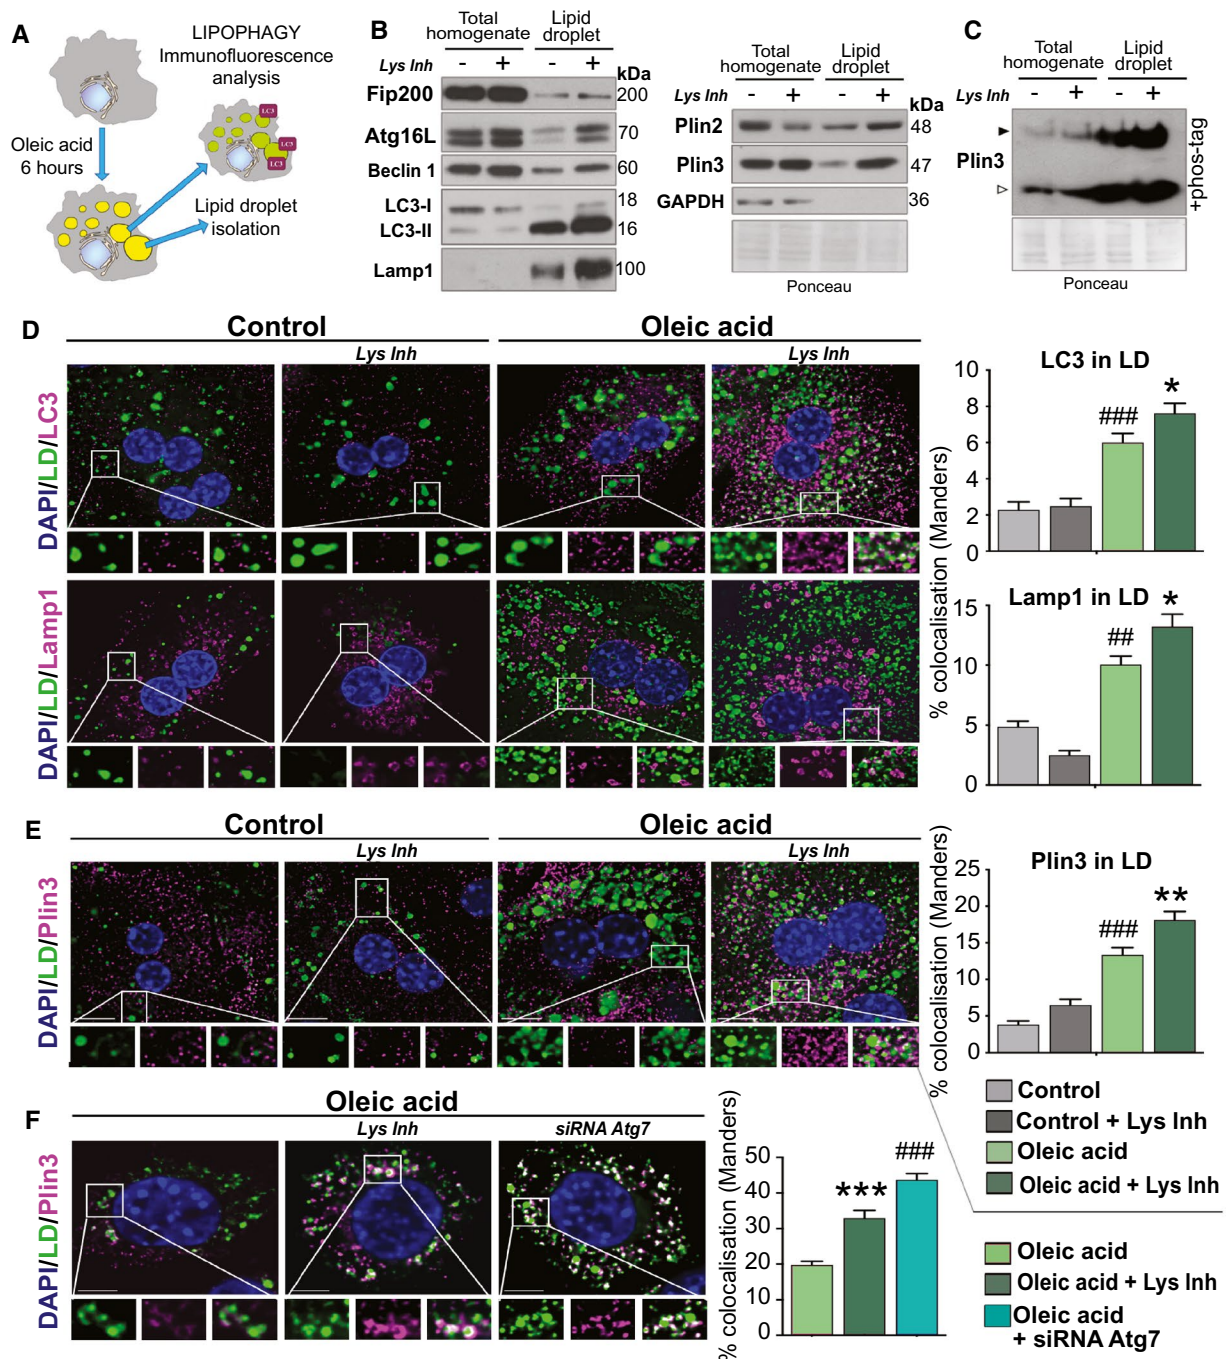 A
LIPOPHAGY
Immunofluorescence
analysis
LC3
LC3
LC3
Oleic acid
6 hours
Lipid droplet
isolation
B
Total
homogenate
Lipid
droplet
Lys Inh
- + - +
kDa
Fip200 200
Atg16L 70
Beclin 1 60
LC3-I 18
LC3-II 16
Lamp1 100
Total
homogenate
Lipid
droplet
Lys Inh - + - +
kDa
Plin2 48
Plin3 47
GAPDH 36
Ponceau
C
Total
homogenate
Lipid
droplet
Lys Inh - + - +
Plin3
+phos-tag
Ponceau
D
Control
Oleic acid
Lys Inh
Lys Inh
DAPI/LD/LC3
DAPI/LD/Lamp1
LC3 in LD
10
8
6
4
2
0
###
*
% colocalisation (Manders)
Lamp1 in LD
15
10
5
0
##
*
E
Control
Oleic acid
Lys Inh
Lys Inh
DAPI/LD/Plin3
Plin3 in LD
25
20
15
10
5
0
###
**
% colocalisation (Manders)
Control
Control + Lys Inh
Oleic acid
Oleic acid + Lys Inh
F
Oleic acid
Lys Inh
siRNA Atg7
DAPI/LD/Plin3
% colocalisation (Manders)
50
40
30
20
10
0
***
###
Oleic acid
Oleic acid + Lys Inh
Oleic acid
+ siRNA Atg7